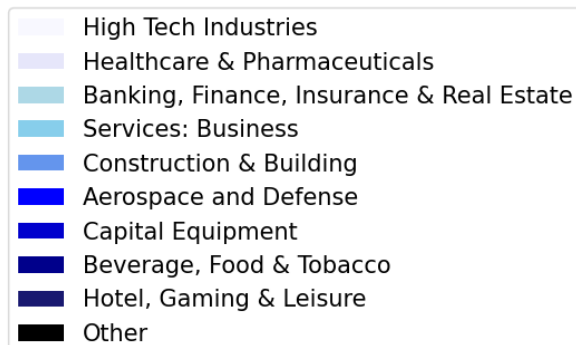 High Tech Industries
Healthcare & Pharmaceuticals
Banking, Finance, Insurance & Real Estate
Services: Business
Construction & Building
Aerospace and Defense
Capital Equipment
Beverage, Food & Tobacco
Hotel, Gaming & Leisure
Other